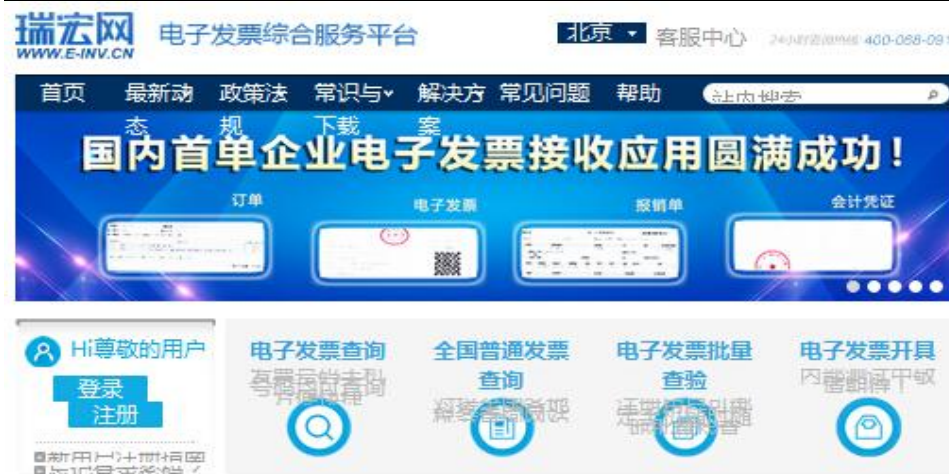 瑞宏网
WWW.E-INV.CN
电子发票综合服务平台
北京
客服中心
400-068-09
首页 最新动态 政策法规 常识与下载 解决方案 常见问题 帮助 站内搜索
国内首单企业电子发票接收应用圆满成功!
订单 电子发票 报销单 会计凭证
Hi尊敬的用户
登录
注册
电子发票查询
全国普通发票
查询
电子发票批量
查验
电子发票开具